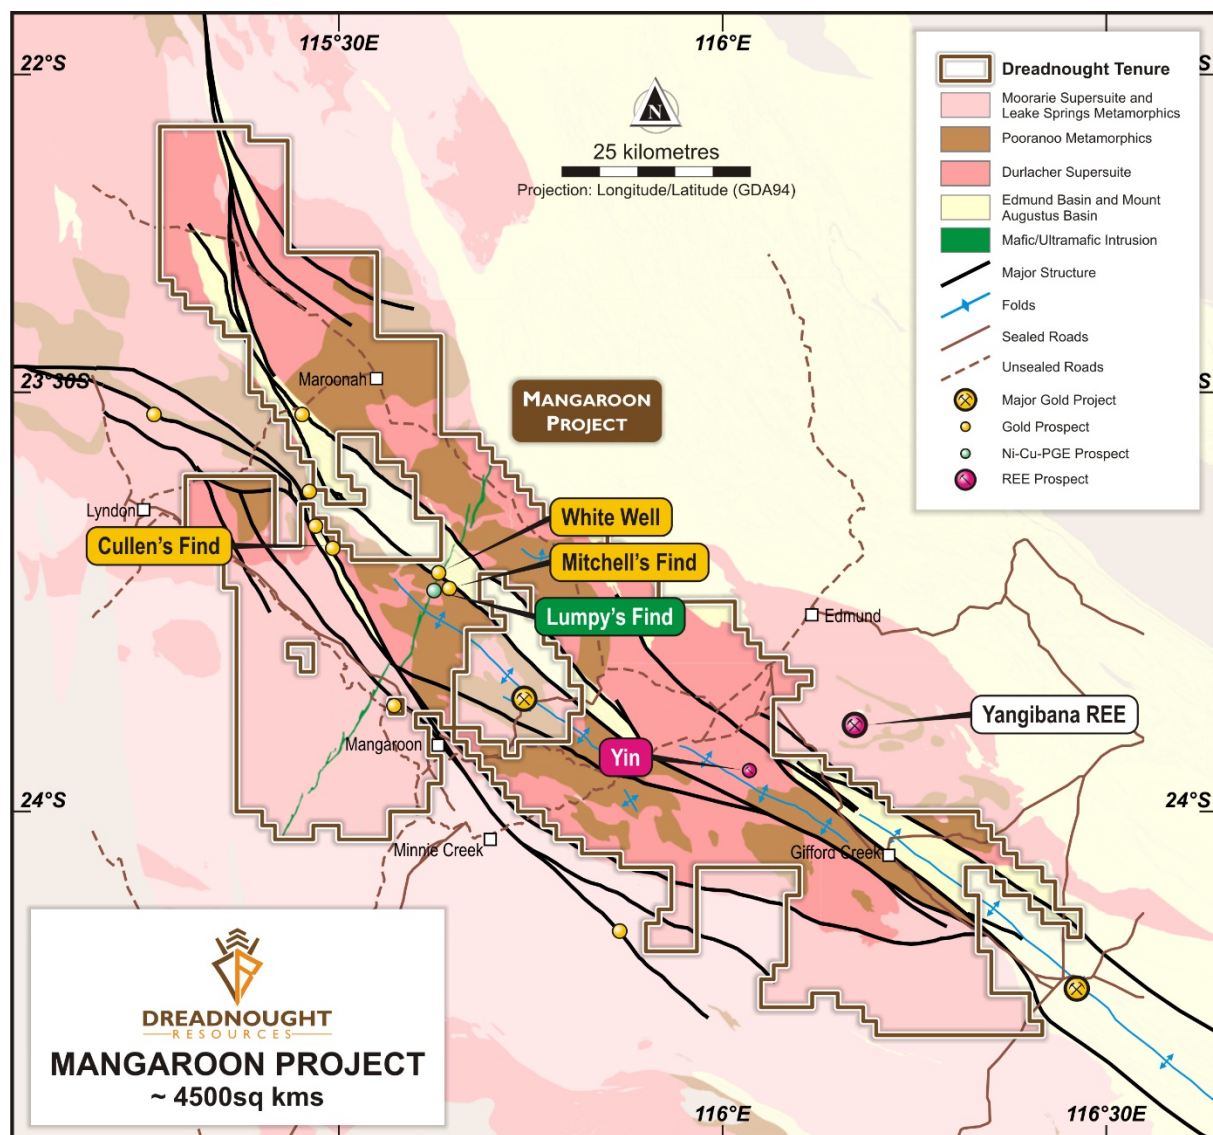 115°30E
116°E
22°S
S
N
25 kilometres
Projection: Longitude/Latitude (GDA94)
Dreadnought Tenure
Moorarie Supersuite and
Leake Springs Metamorphics
Pooranoo Metamorphics
Durlacher Supersuite
Edmund Basin and Mount
Augustus Basin
Mafic/Ultramafic Intrusion
Major Structure
Folds
Sealed Roads
Unsealed Roads
Major Gold Project
Gold Prospect
Ni-Cu-PGE Prospect
REE Prospect
23°30S
S
Maroonah
MANGAROON
PROJECT
Lyndon
Cullen's Find
White Well
Mitchell's Find
Lumpy's Find
Edmund
Yangibana REE
Mangaroon
Yin
24°S
24°S
Minnie Creek
Gifford Creek
DREADNOUGHT
RESOURCES
MANGAROON PROJECT
~ 4500sq kms
116°E
116°30E